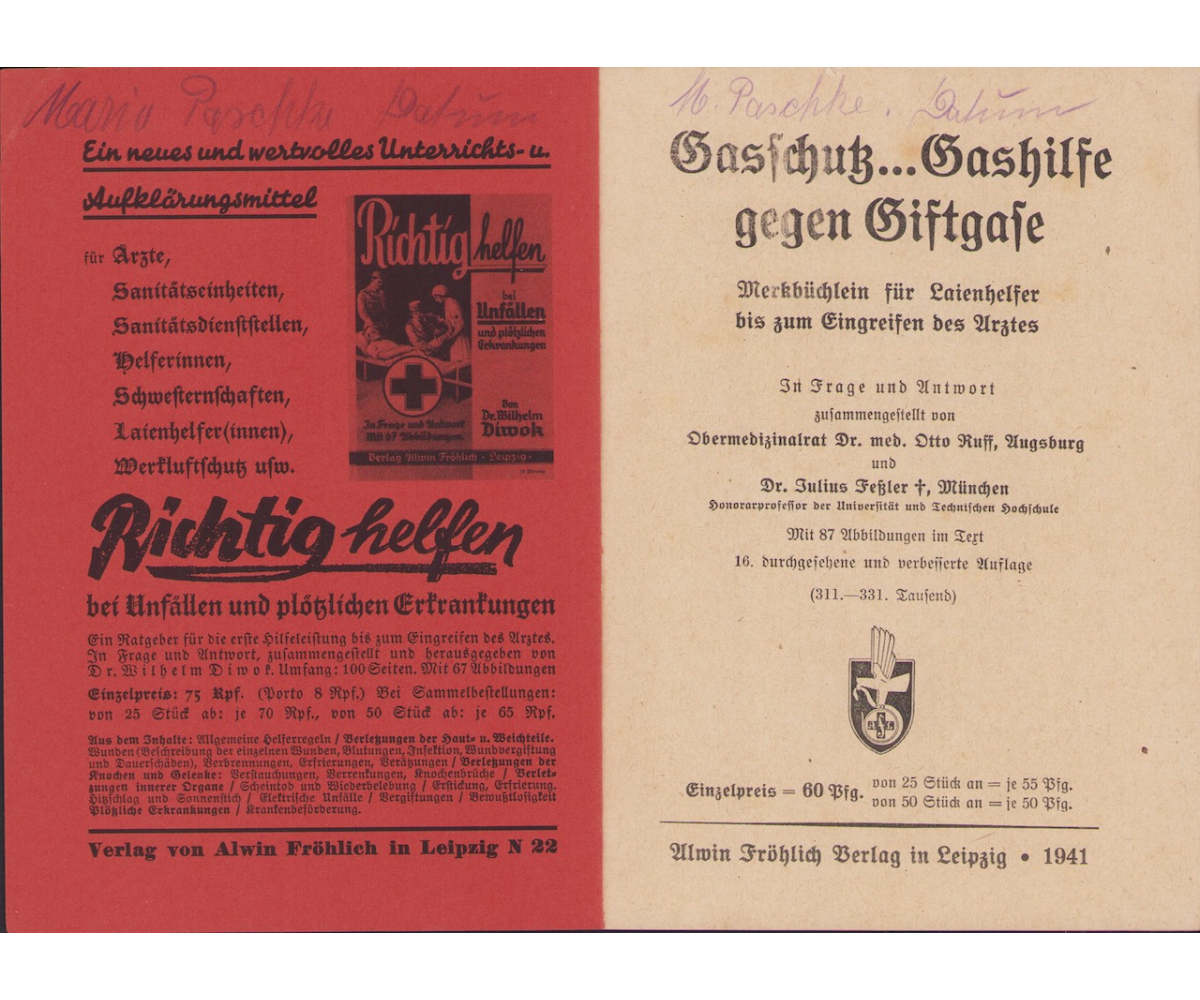 Mario Paschke Datum
Ein neues und wertvolles Unterrichts- u.
Aufklärungsmittel
für Ärzte,
Sanitätseinheiten,
Sanitätsdienststellen,
Helferinnen,
Schwesternschaften,
Laienhelfer(innen),
Werkluftschutz usw.
Richtig helfen
bei
Unfällen
und plötzlichen
Erkrankungen
In Frage und Antwort
Mit 67 Abbildungen
Von
Dr. Wilhelm
Diwok
Verlag Alwin Fröhlich · Leipzig ·
Richtig helfen
bei Unfällen und plötzlichen Erkrankungen
Ein Ratgeber für die erste Hilfeleistung bis zum Eingreifen des Arztes.
In Frage und Antwort, zusammengestellt und herausgegeben von
Dr. Wilhelm Diwok. Umfang: 100 Seiten. Mit 67 Abbildungen
Einzelpreis: 75 Rpf. (Porto 8 Rpf.) Bei Sammelbestellungen:
von 25 Stück ab: je 70 Rpf., von 50 Stück ab: je 65 Rpf.
Aus dem Inhalte: Allgemeine Helferregeln / Verletzungen der Haut- u. Weichteile.
Wunden (Beschreibung der einzelnen Wunden, Blutungen, Infektion, Wundvergiftung
und Dauerschäden), Verbrennungen, Erfrierungen, Verätzungen / Verletzungen der
Knochen und Gelenke: Verstauchungen, Verrenkungen, Knochenbrüche / Verlet-
zungen innerer Organe / Scheintod und Wiederbelebung / Erstickung, Erfrierung.
Hitzschlag und Sonnenstich / Elektrische Unfälle / Vergiftungen / Bewußtlosigkeit
Plötzliche Erkrankungen / Krankenbeförderung.
Verlag von Alwin Fröhlich in Leipzig N 22
M. Paschke. Datum
Gasschutz...Gashilfe
gegen Giftgase
Merkbüchlein für Laienhelfer
bis zum Eingreifen des Arztes
In Frage und Antwort
zusammengestellt von
Obermedizinalrat Dr. med. Otto Ruff, Augsburg
und
Dr. Julius Feßler †, München
Honorarprofessor der Universität und Technischen Hochschule
Mit 87 Abbildungen im Text
16. durchgesehene und verbesserte Auflage
(311.—331. Tausend)
Einzelpreis = 60 Pfg. von 25 Stück an = je 55 Pfg.
von 50 Stück an = je 50 Pfg.
Alwin Fröhlich Verlag in Leipzig • 1941